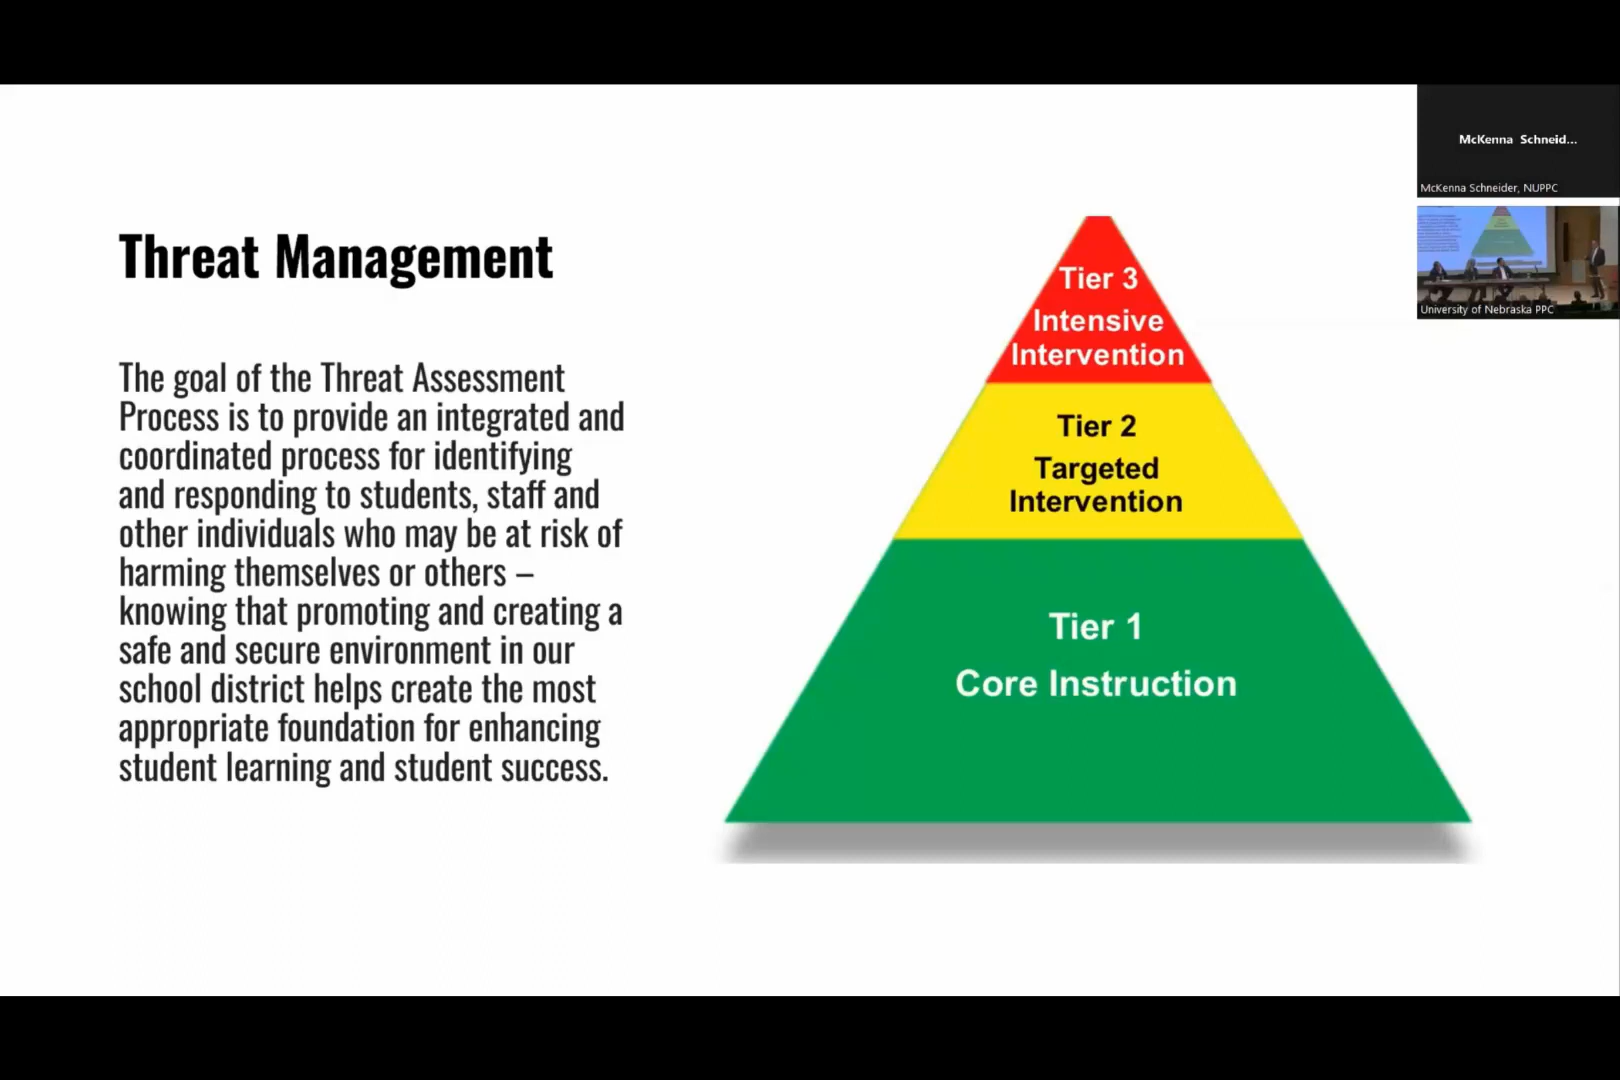 Threat Management
The goal of the Threat Assessment
Process is to provide an integrated and
coordinated process for identifying
and responding to students, staff and
other individuals who may be at risk of
harming themselves or others –
knowing that promoting and creating a
safe and secure environment in our
school district helps create the most
appropriate foundation for enhancing
student learning and student success.
Tier 3
Intensive
Intervention
Tier 2
Targeted
Intervention
Tier 1
Core Instruction
McKenna Schneid...
McKenna Schneider, NUPPC
University of Nebraska PPC